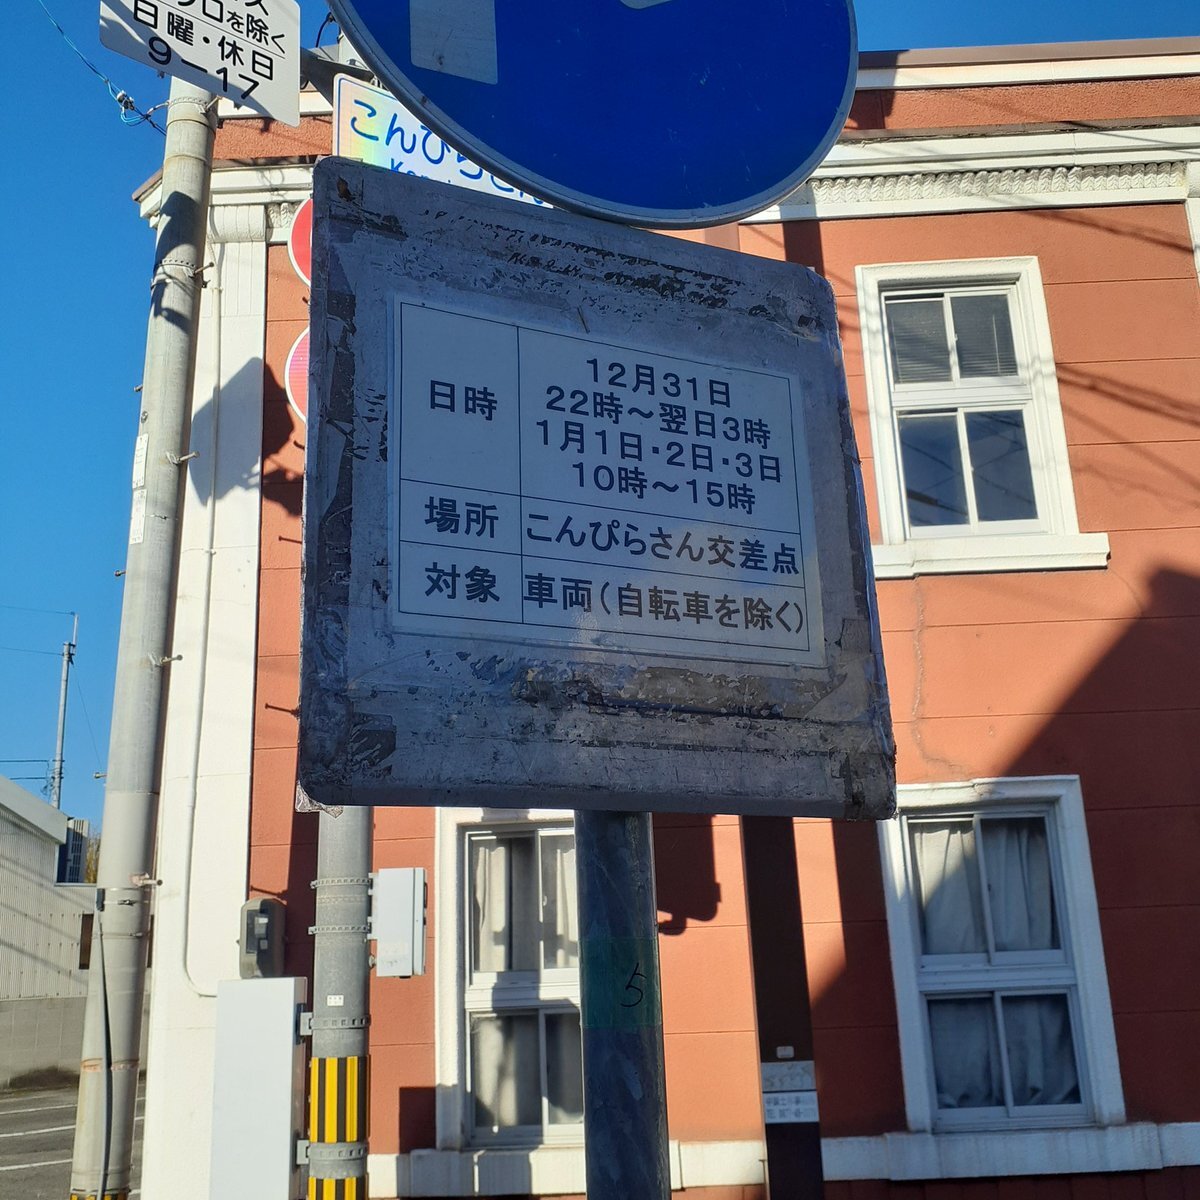 を除く
日曜・休日
9－17
こんぴらさん
日時
12月31日
22時～翌日3時
1月1日・2日・3日
10時～15時
場所
こんぴらさん交差点
対象
車両(自転車を除く)
5